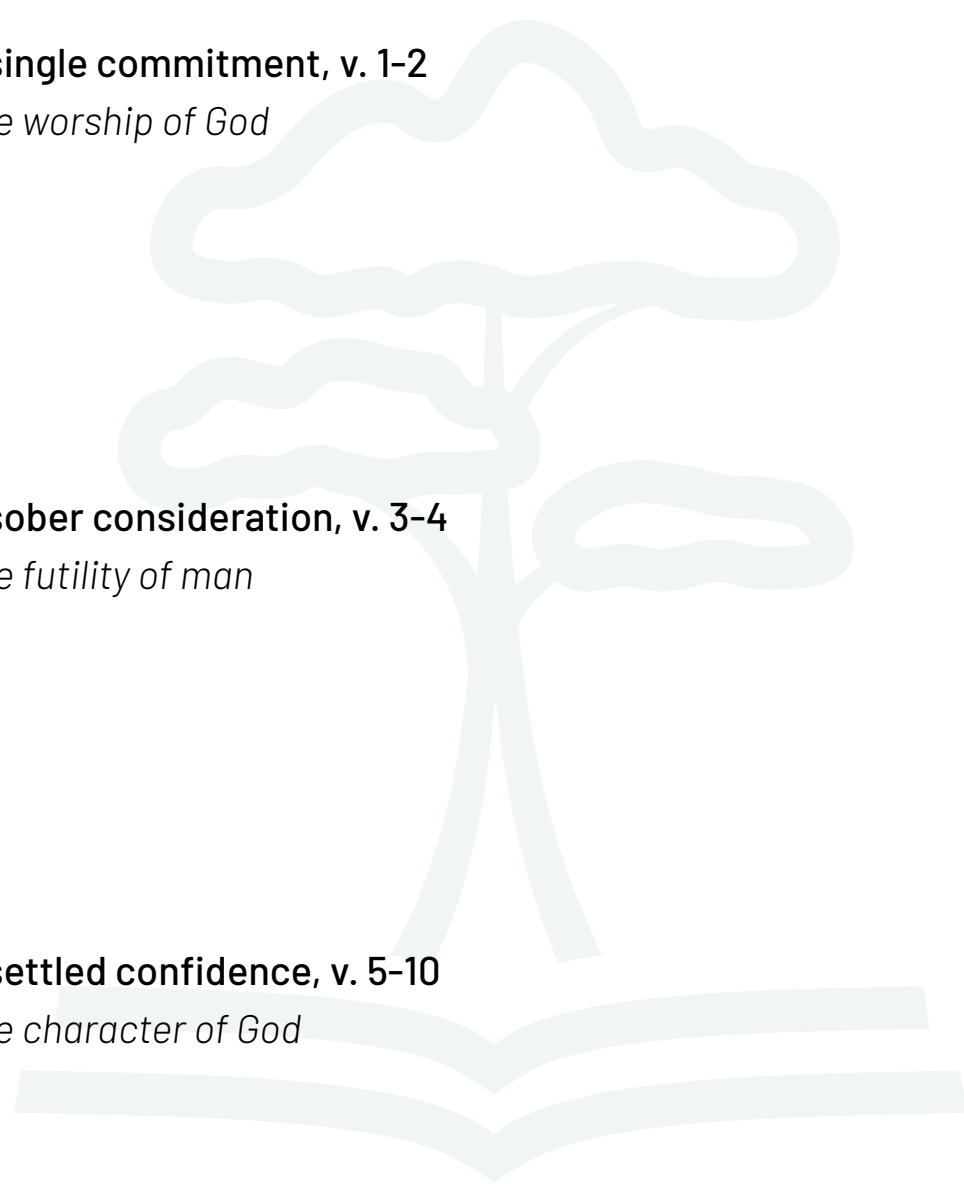 single commitment, v. 1-2
e worship of God
sober consideration, v. 3-4
e futility of man
settled confidence, v. 5-10
e character of God